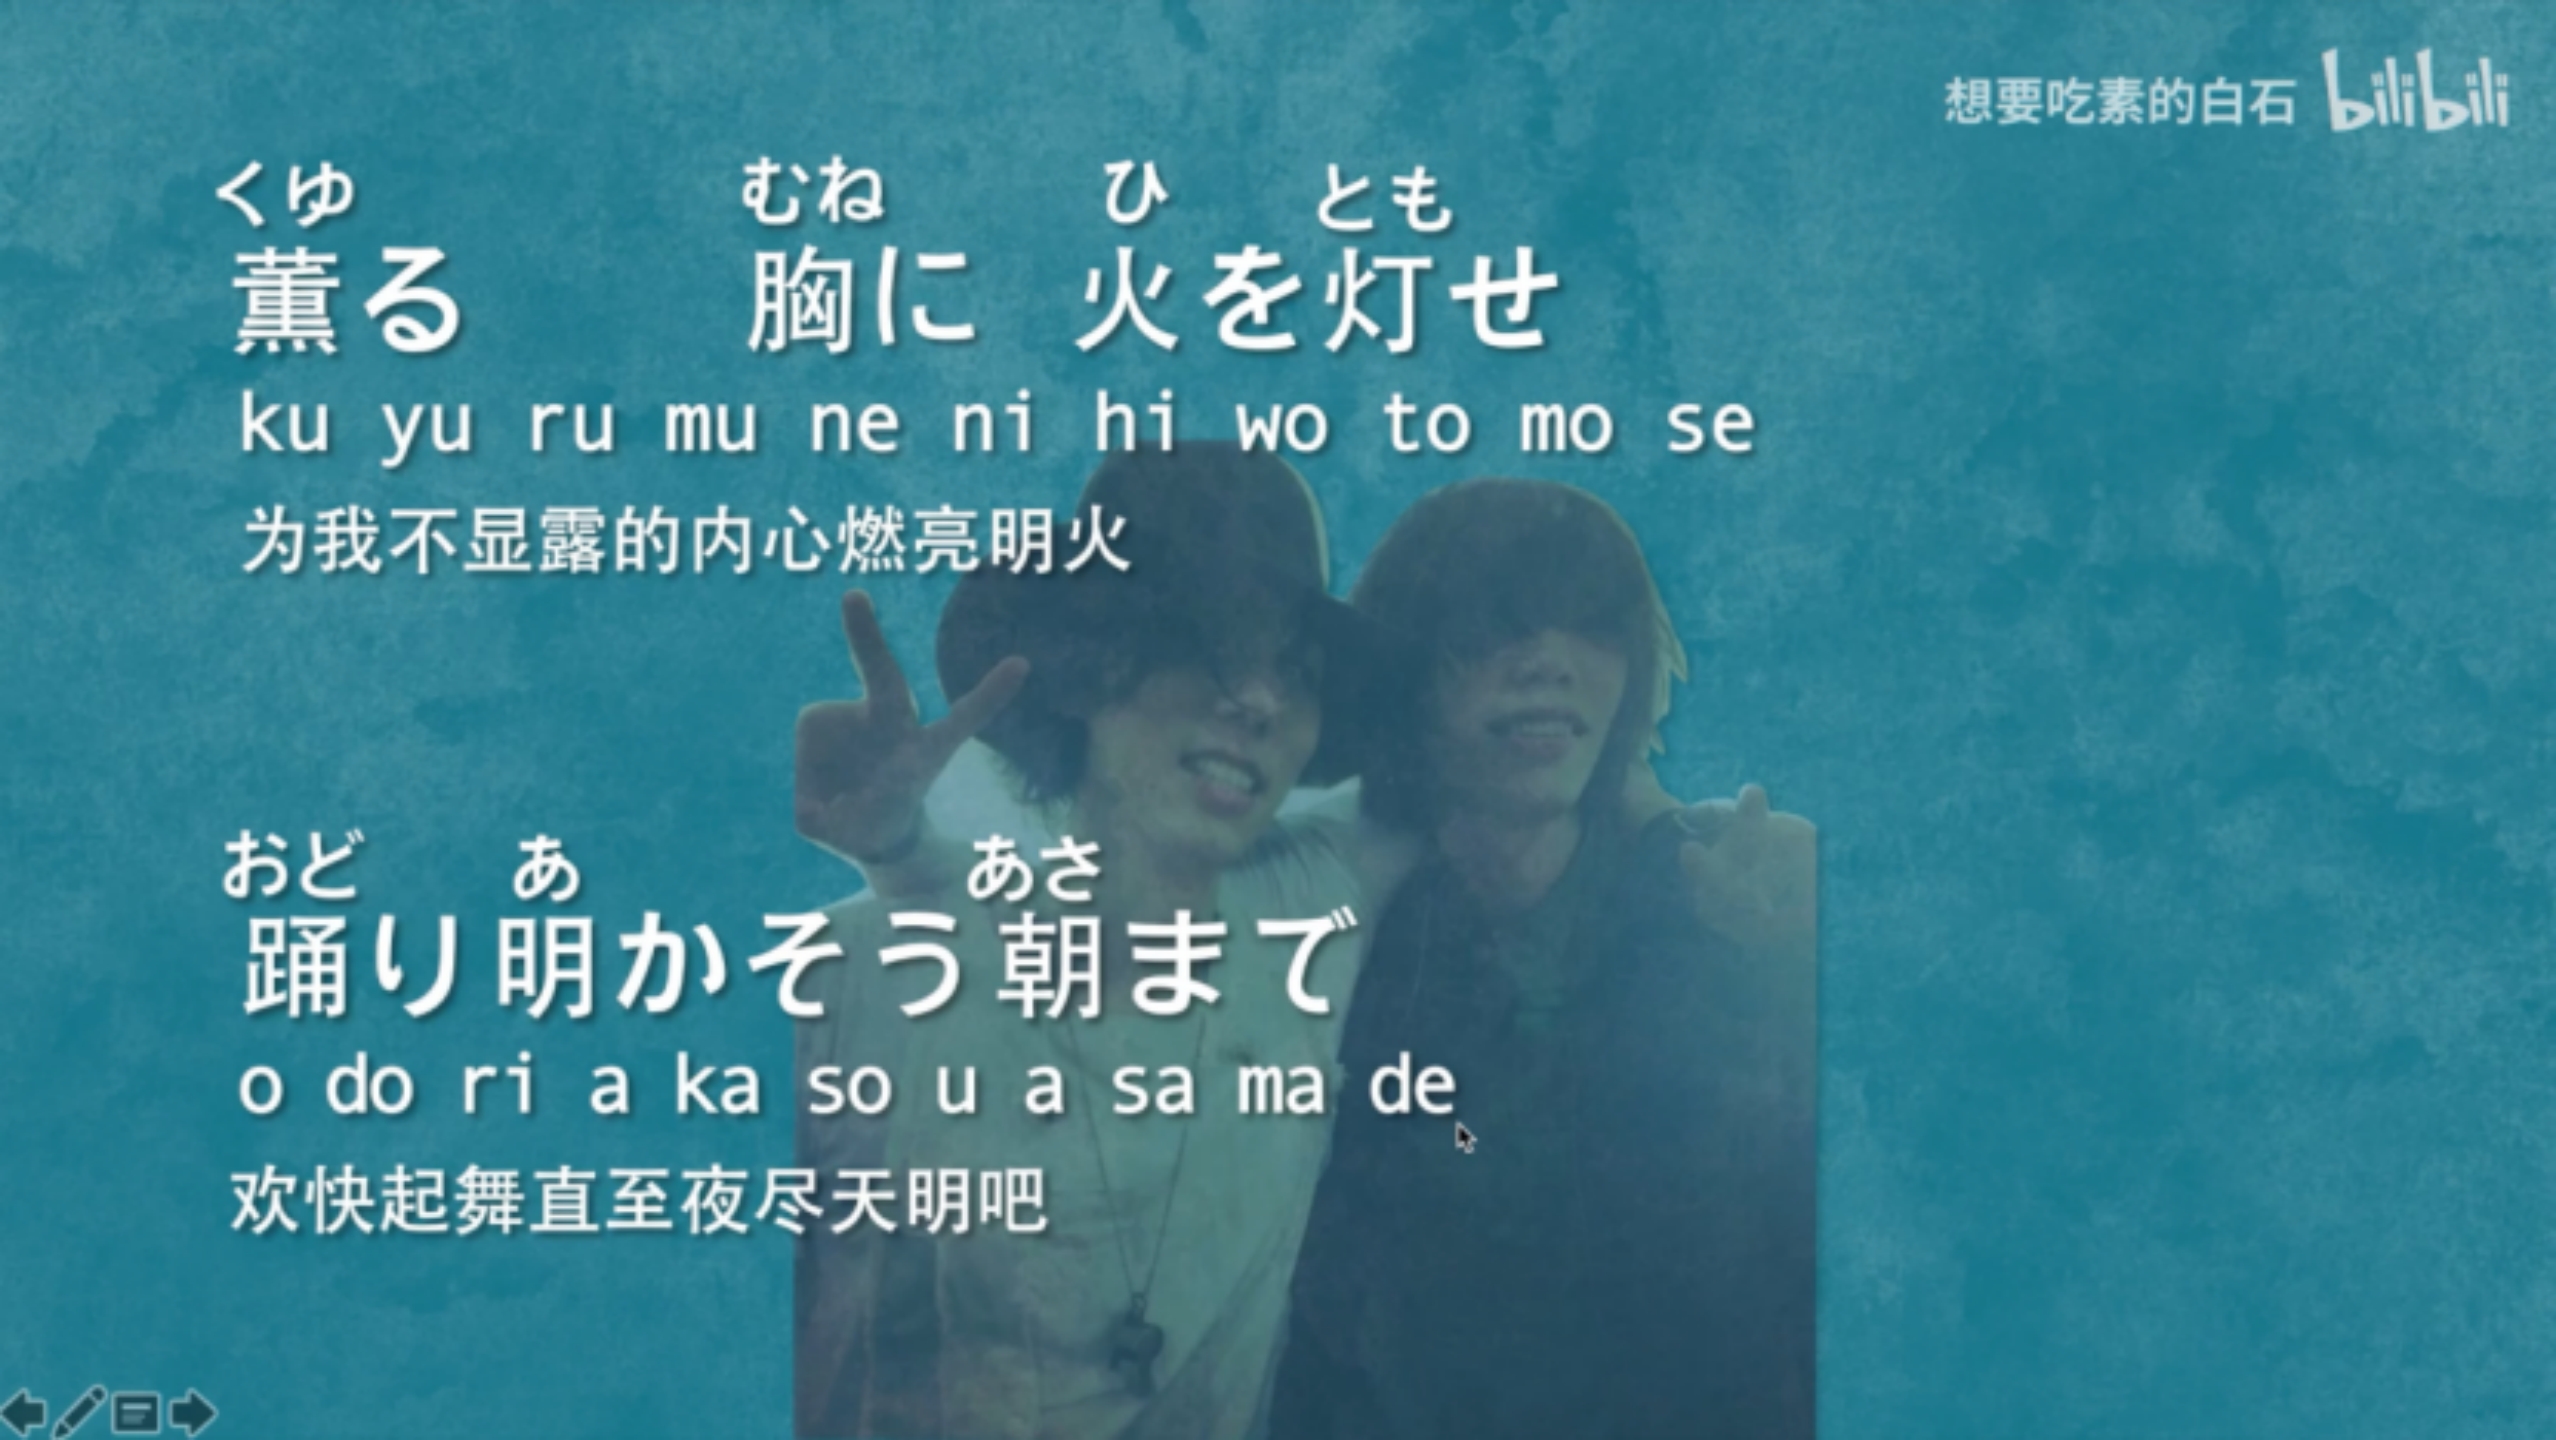 想要吃素的白石 bilibili
くゆ むね ひ とも
薫る 胸に 火を灯せ
ku yu ru mu ne ni hi wo to mo se
为我不显露的内心燃亮明火
おど あ あさ
踊り明かそう朝まで
o do ri a ka so u a sa ma de
欢快起舞直至夜尽天明吧